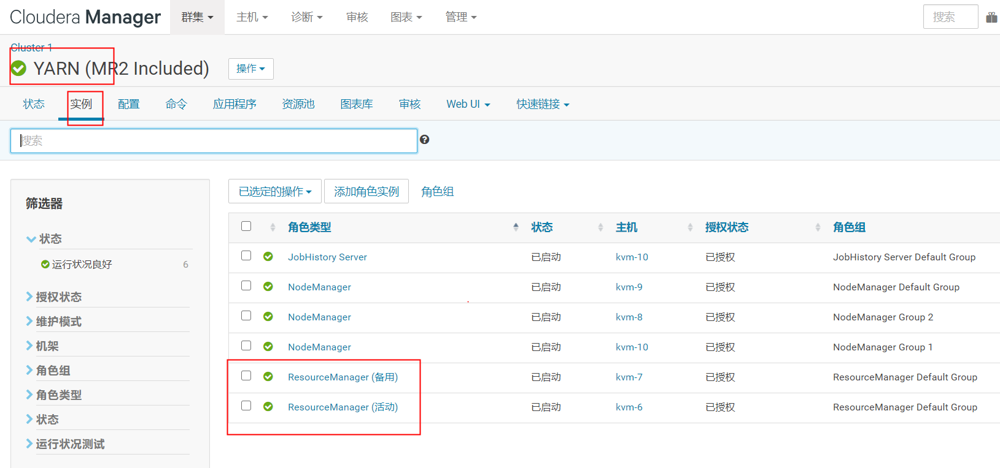 Cloudera Manager 群集 主机 诊断 审核 图表 管理 搜索
Cluster 1
YARN (MR2 Included) 操作
状态 实例 配置 命令 应用程序 资源池 图表库 审核 Web UI 快速链接
搜索
筛选器
状态
运行状况良好 6
授权状态
维护模式
机架
角色组
角色类型
状态
运行状况测试
已选定的操作 添加角色实例 角色组
角色类型 状态 主机 授权状态 角色组
JobHistory Server 已启动 kvm-10 已授权 JobHistory Server Default Group
NodeManager 已启动 kvm-9 已授权 NodeManager Default Group
NodeManager 已启动 kvm-8 已授权 NodeManager Group 2
NodeManager 已启动 kvm-10 已授权 NodeManager Group 1
ResourceManager (备用) 已启动 kvm-7 已授权 ResourceManager Default Group
ResourceManager (活动) 已启动 kvm-6 已授权 ResourceManager Default Group